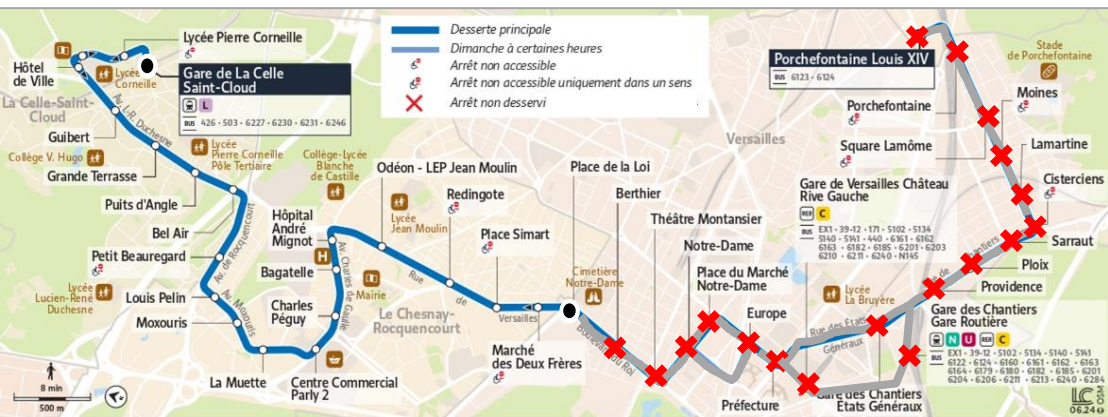 Lycée Pierre Corneille
Hôtel
de Ville
Lycée
Corneille
Gare de La Celle
Saint-Cloud
L
BUS 426 • 503 • 6227 • 6230 • 6231 • 6246
La Celle-Saint-
Cloud
Av. J.-R. Duchesne
Guibert
Collège V. Hugo
Grande Terrasse
Lycée
Pierre Corneille
Pôle Tertiaire
Puits d'Angle
Bel Air
Av. de Rocquencourt
Petit Beauregard
Lycée
Lucien-René
Duchesne
Louis Pelin
Av. Moxouris
Moxouris
La Muette
8 min
500 m
Desserte principale
Dimanche à certaines heures
Arrêt non accessible
Arrêt non accessible uniquement dans un sens
Arrêt non desservi
Collège-Lycée
Blanche
de Castille
Hôpital
André
Mignot
H
Bagatelle
Charles
Péguy
Av. Charles de Gaulle
Mairie
Centre Commercial
Parly 2
Le Chesnay-
Rocquencourt
Odéon - LEP Jean Moulin
Lycée
Jean Moulin
Redingote
Place Simart
Rue
de
Versailles
Marché
des Deux Frères
Place de la Loi
Cimetière
Notre-Dame
Berthier
Boulevard du Roi
Théâtre Montansier
Notre-Dame
Place du Marché
Notre-Dame
Europe
Préfecture
Versailles
Porchefontaine Louis XIV
BUS 6123 • 6124
Stade
de Porchefontaine
Porchefontaine
Moines
Square Lamôme
Lamartine
Cisterciens
Gare de Versailles Château
Rive Gauche
RER C
BUS EX1 • 39-12 • 171 • 5102 • 5134
5140 • 5141 • 440 • 6161 • 6162
6163 • 6182 • 6185 • 6201 • 6203
6210 • 6211 • 6240 • N145
Sarraut
Ploix
Providence
Lycée
La Bruyère
Rue des États
Généraux
Gare des Chantiers
Gare Routière
N U RER C
BUS EX1 • 39-12 • 5102 • 5134 • 5140 • 5141
6122 • 6124 • 6160 • 6161 • 6162 • 6163
6164 • 6179 • 6180 • 6182 • 6185 • 6201
6204 • 6206 • 6211 • 6213 • 6240 • 6284
Gare des Chantiers
États Généraux
LC
06.24
OSM